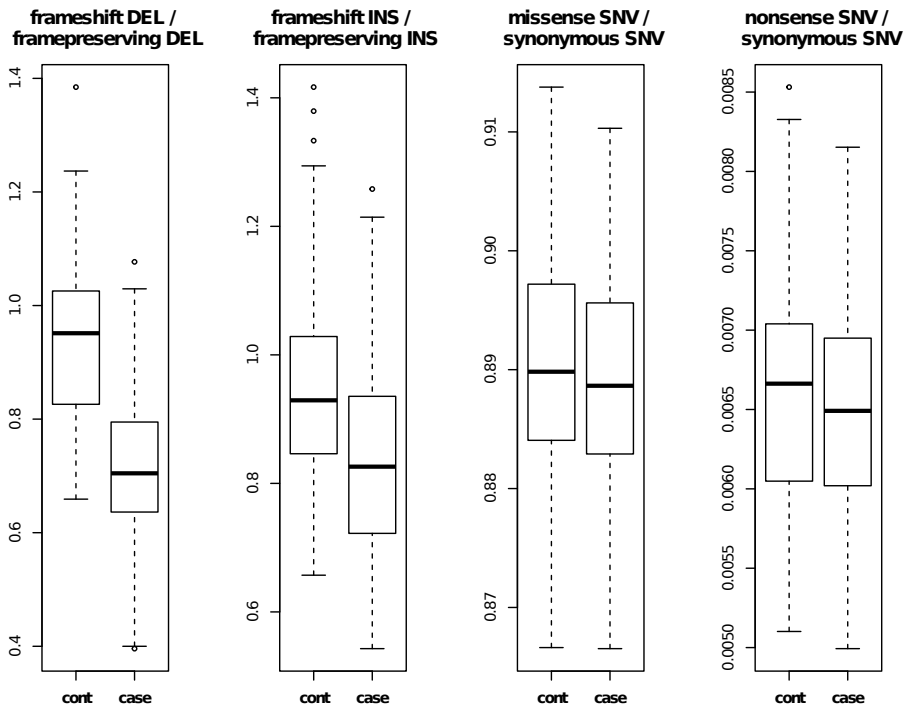 frameshift DEL /
framepreserving DEL
1.4
1.2
1.0
0.8
0.6
0.4
cont case
frameshift INS /
framepreserving INS
1.4
1.2
1.0
0.8
0.6
cont case
missense SNV /
synonymous SNV
0.91
0.90
0.89
0.88
0.87
cont case
nonsense SNV /
synonymous SNV
0.0085
0.0080
0.0075
0.0070
0.0065
0.0060
0.0055
0.0050
cont case